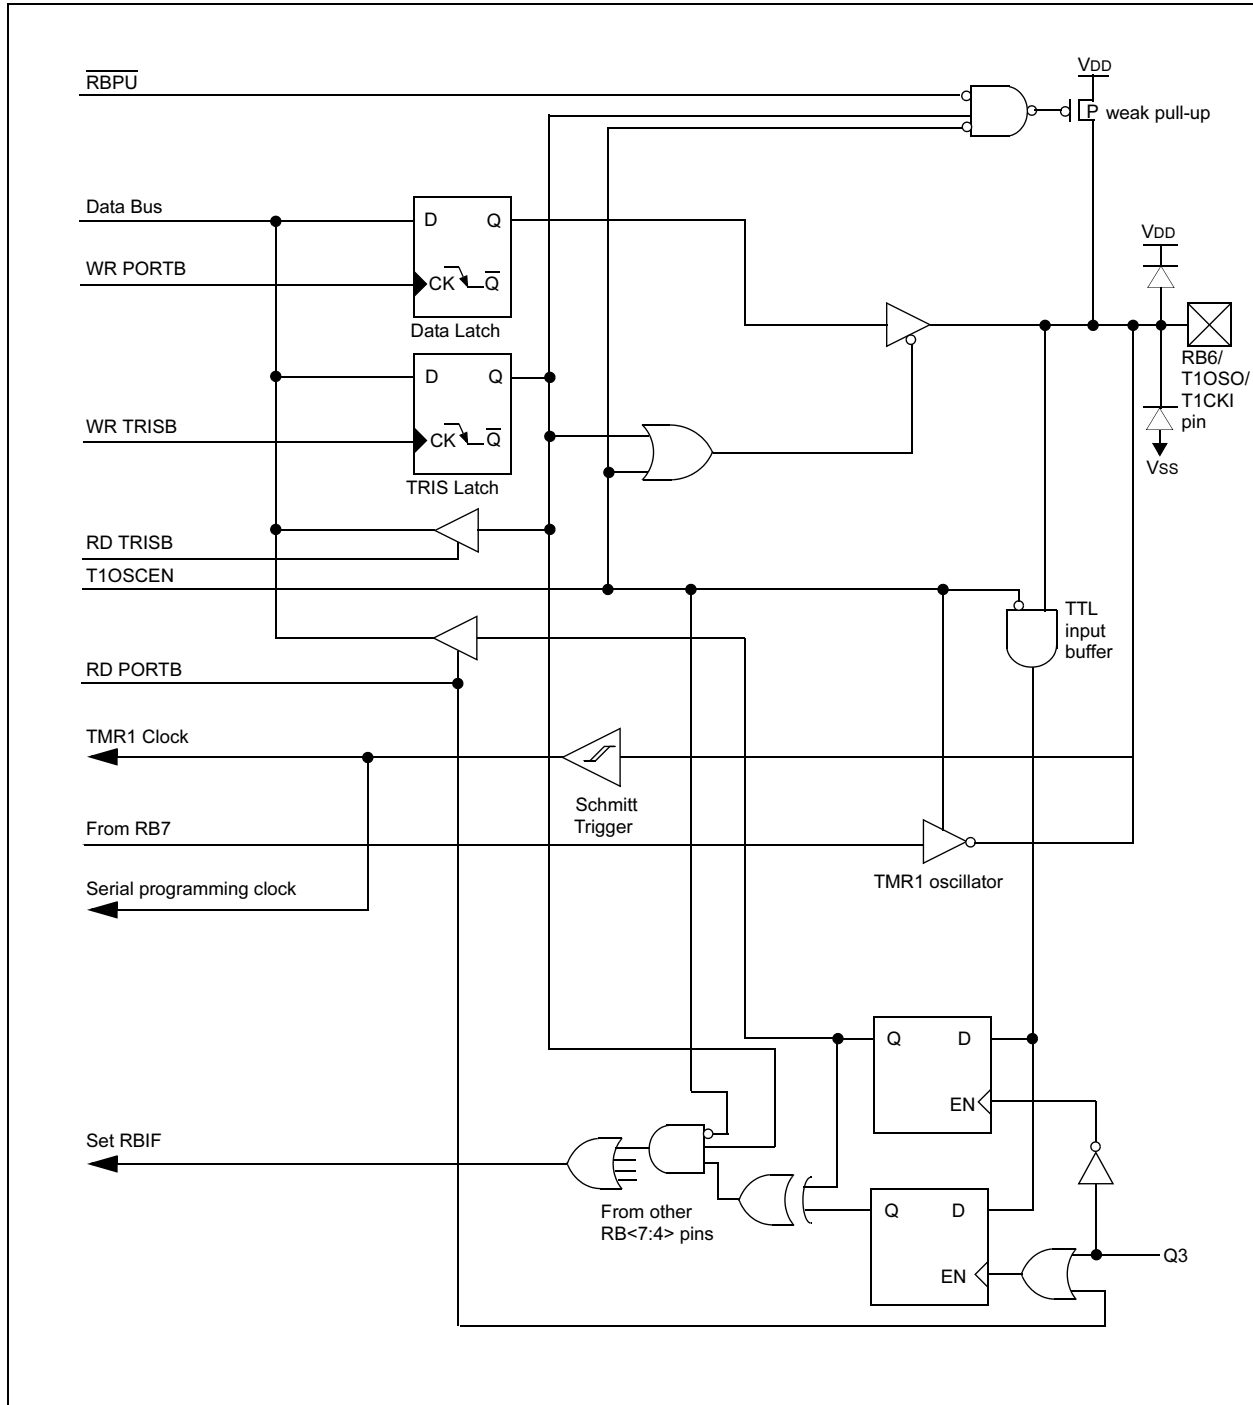 RBPU
VDD
P
weak pull-up
Data Bus
D
Q
VDD
WR PORTB
CK
Q
Data Latch
D
Q
RB6/
T1OSO/
T1CKI
pin
WR TRISB
CK
Q
VSS
TRIS Latch
RD TRISB
T1OSCEN
TTL
input
buffer
RD PORTB
TMR1 Clock
Schmitt
Trigger
From RB7
TMR1 oscillator
Serial programming clock
Q
D
EN
Set RBIF
From other
RB<7:4> pins
Q
D
EN
Q3